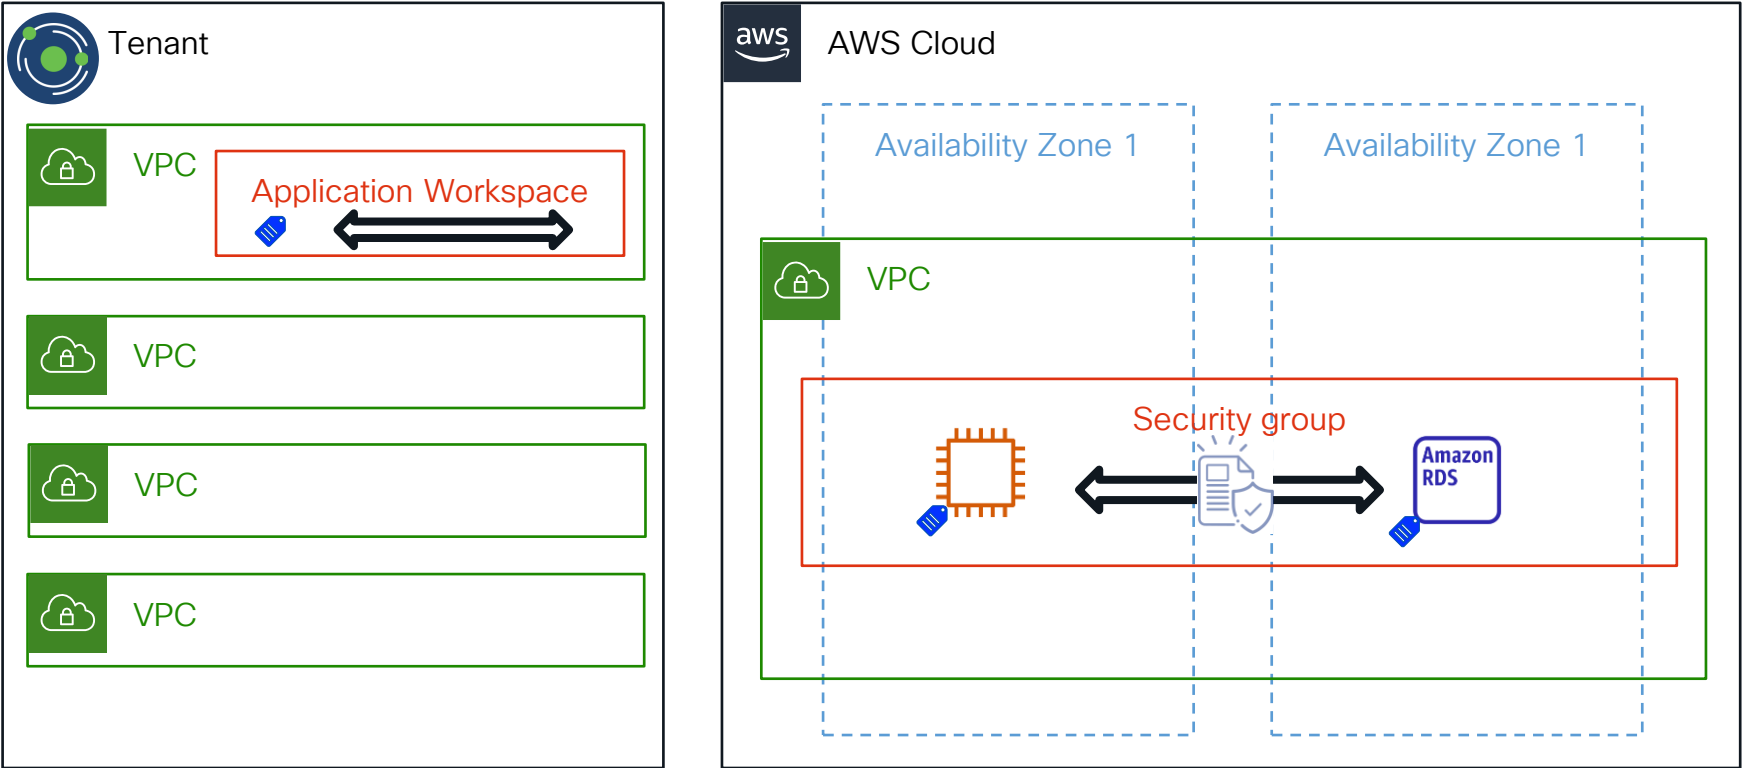 Tenant
VPC
Application Workspace
VPC
VPC
VPC
aws
AWS Cloud
Availability Zone 1
Availability Zone 1
VPC
Security group
Amazon
RDS